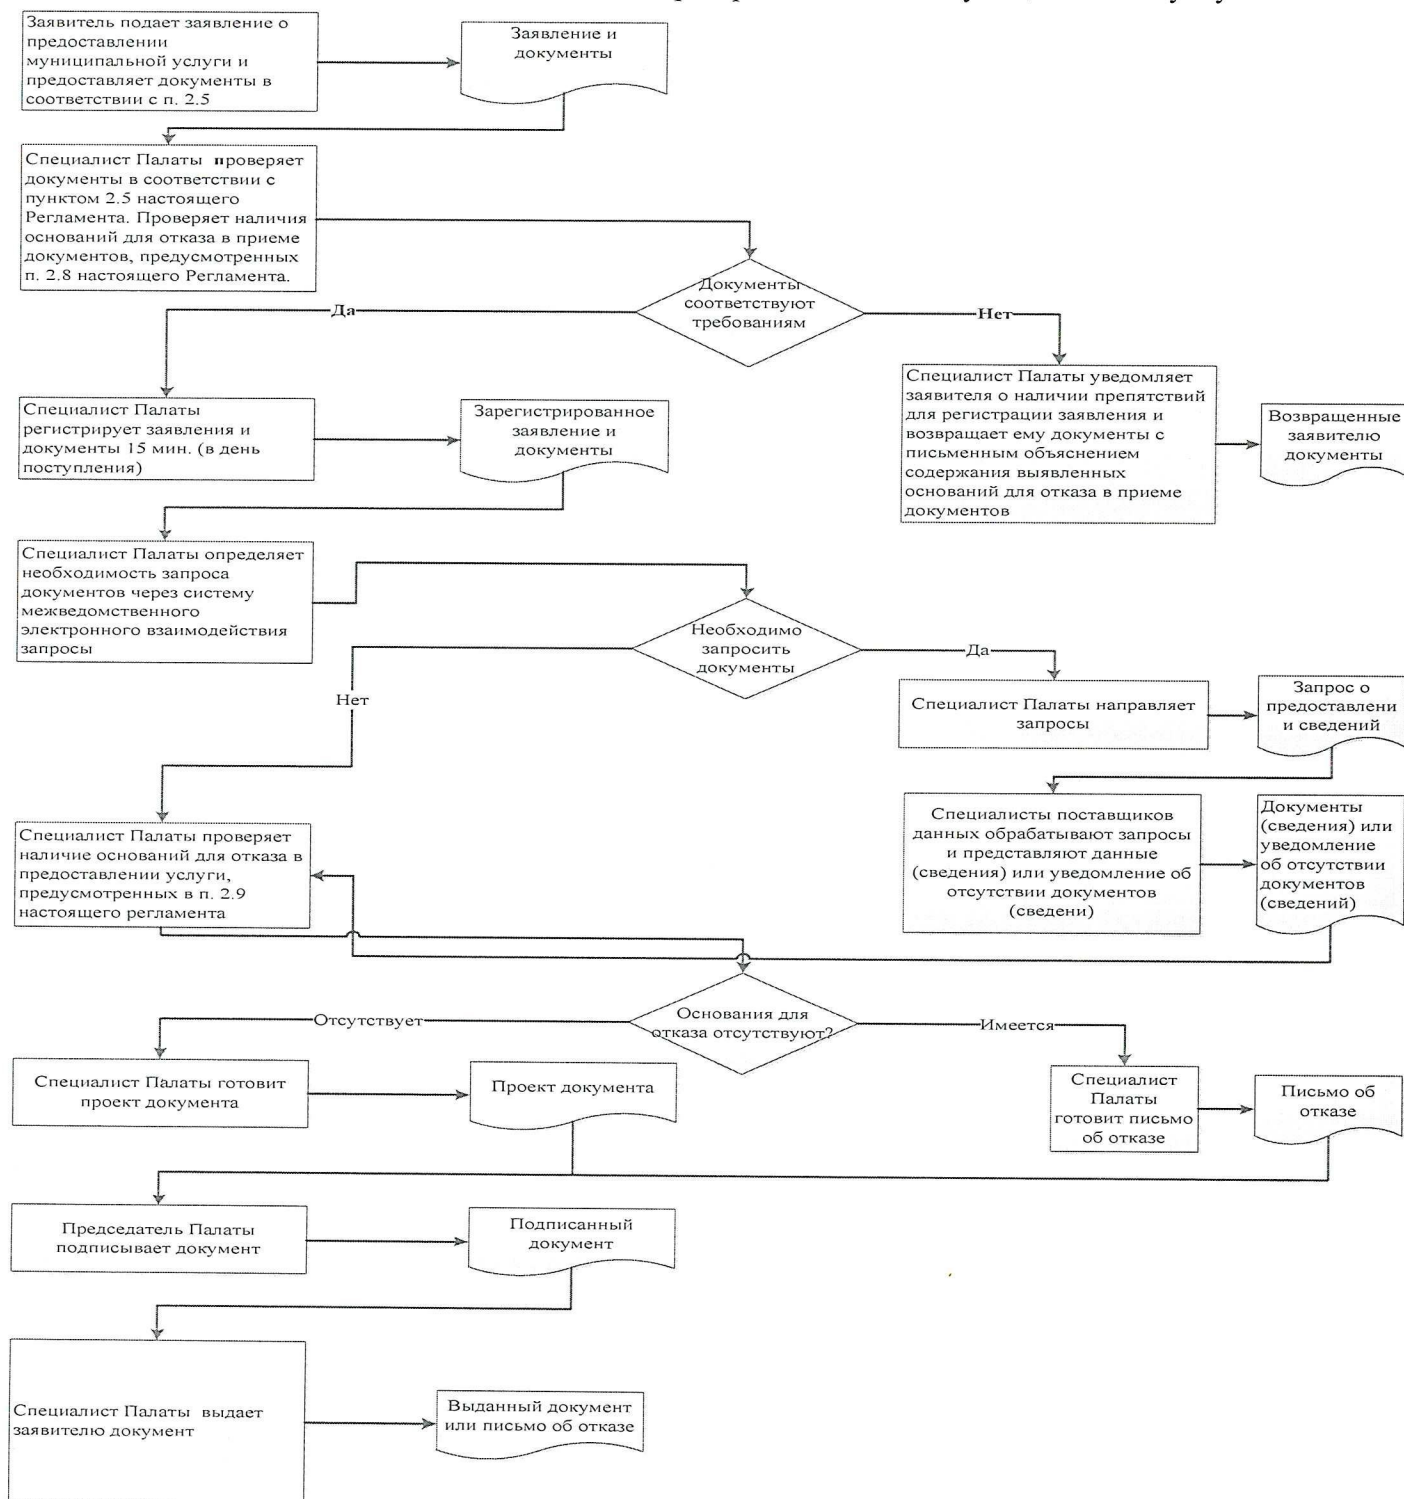 Заявитель подает заявление о
предоставлении
муниципальной услуги и
предоставляет документы в
соответствии с п. 2.5
Заявление и
документы
Специалист Палаты проверяет
документы в соответствии с
пунктом 2.5 настоящего
Регламента. Проверяет наличия
оснований для отказа в приеме
документов, предусмотренных
п. 2.8 настоящего Регламента.
Документы
соответствуют
требованиям
Да
Нет
Специалист Палаты
регистрирует заявления и
документы 15 мин. (в день
поступления)
Зарегистрированное
заявление и
документы
Специалист Палаты уведомляет
заявителя о наличии препятствий
для регистрации заявления и
возвращает ему документы с
письменным объяснением
содержания выявленных
оснований для отказа в приеме
документов
Возвращенные
заявителю
документы
Специалист Палаты определяет
необходимость запроса
документов через систему
межведомственного
электронного взаимодействия
запросы
Необходимо
запросить
документы
Да
Нет
Специалист Палаты направляет
запросы
Запрос о
предоставлени
и сведений
Специалисты поставщиков
данных обрабатывают запросы
и представляют данные
(сведения) или уведомление об
отсутствии документов
(сведени)
Документы
(сведения) или
уведомление
об отсутствии
документов
(сведений)
Специалист Палаты проверяет
наличие оснований для отказа в
предоставлении услуги,
предусмотренных в п. 2.9
настоящего регламента
Основания для
отказа отсутствуют?
Отсутствует
Имеется
Специалист Палаты готовит
проект документа
Проект документа
Специалист
Палаты
готовит письмо
об отказе
Письмо об
отказе
Председатель Палаты
подписывает документ
Подписанный
документ
Специалист Палаты выдает
заявителю документ
Выданный документ
или письмо об отказе